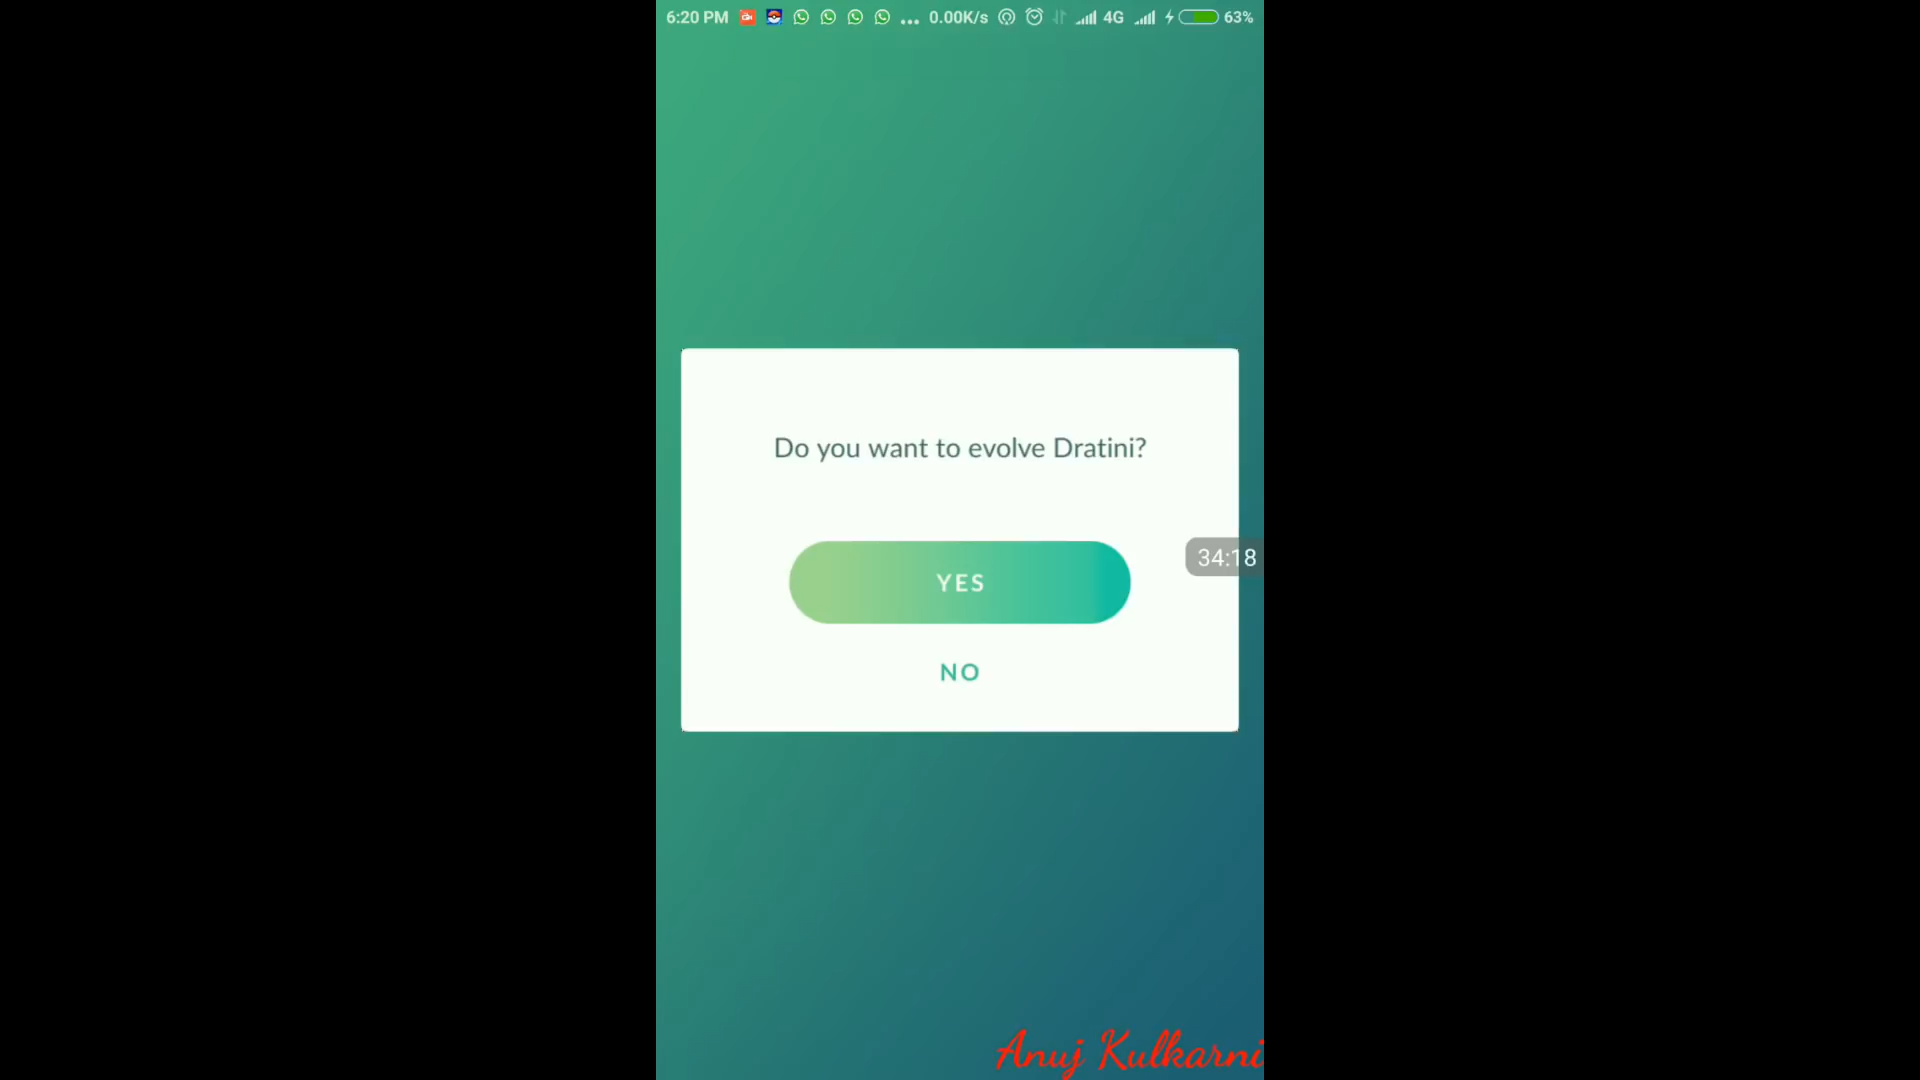 6:20 PM ... 0.00K/s 4G 63%
Do you want to evolve Dratini?
YES
34:18
NO
Anuj Kulkarni